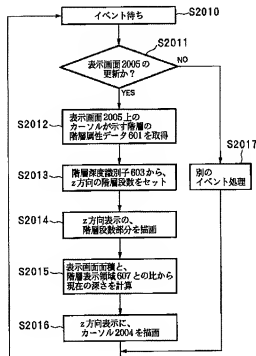 イベント待ち
S2010
S2011
表示画面2005の
更新か?
NO
YES
S2012
表示画面2005上の
カーソルが示す階層の
階層属性データ601を取得
S2017
別の
イベント処理
S2013
階層深度識別子603から、
z方向の階層段数をセット
S2014
z方向表示の、
階層段数部分を描画
S2015
表示画面面積と、
階層表示領域607との比から
現在の深さを計算
S2016
z方向表示に、
カーソル2004を描画